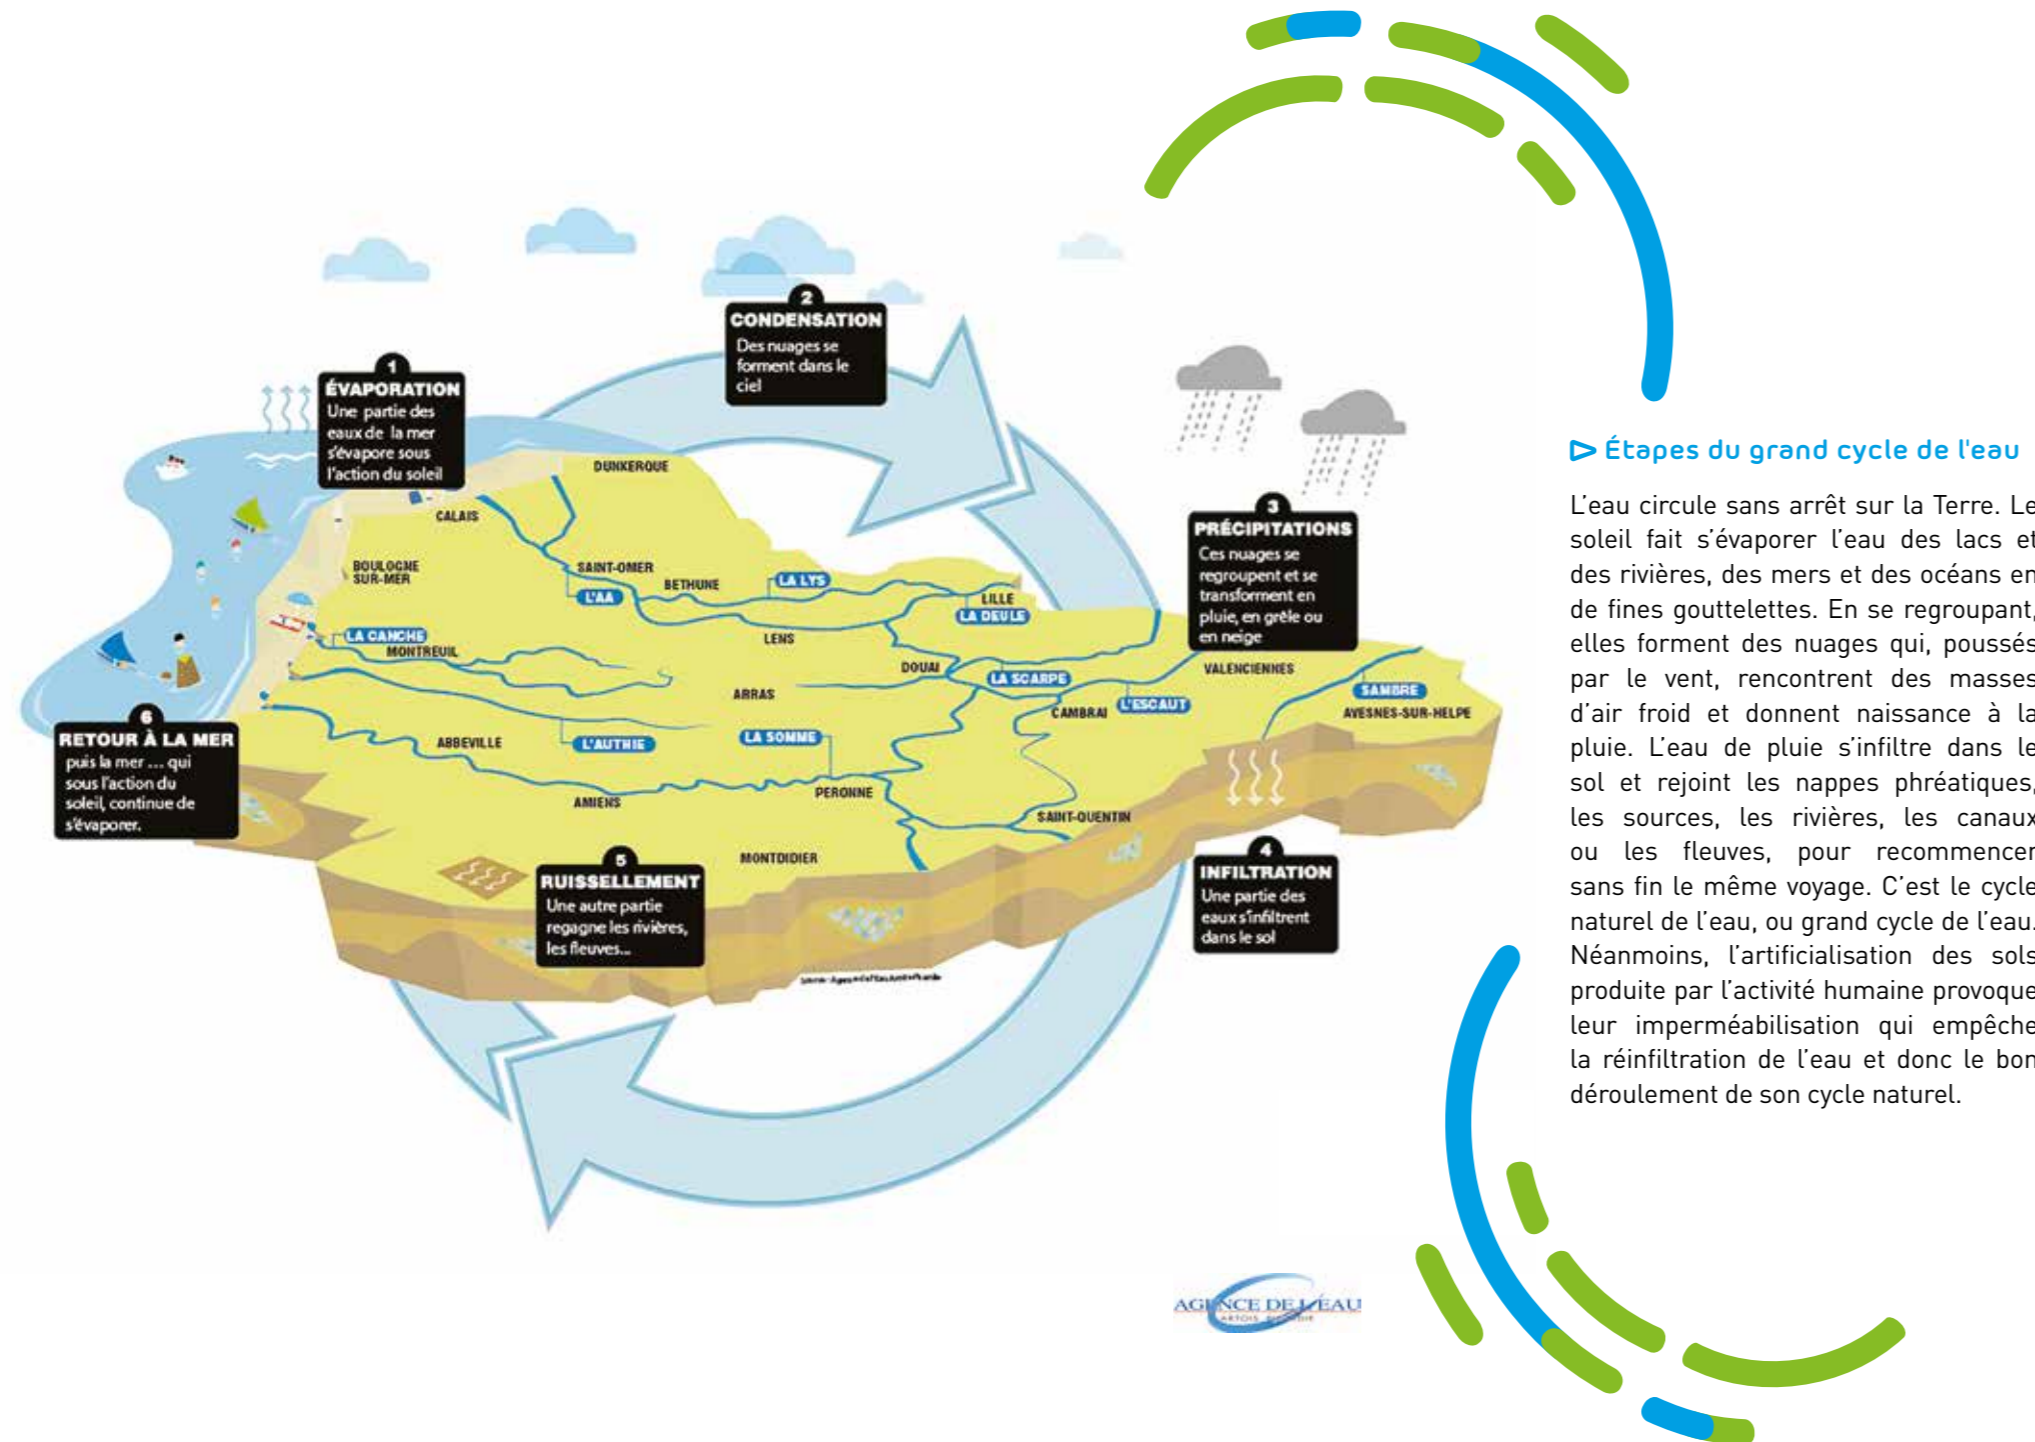 1
ÉVAPORATION
Une partie des
eaux de la mer
s'évapore sous
l'action du soleil
2
CONDENSATION
Des nuages se
forment dans le
ciel
3
PRÉCIPITATIONS
Ces nuages se
regroupent et se
transforment en
pluie, en grêle ou
en neige
4
INFILTRATION
Une partie des
eaux s'infiltrent
dans le sol
5
RUISSELLEMENT
Une autre partie
regagne les rivières,
les fleuves...
6
RETOUR À LA MER
puis la mer ... qui
sous l'action du
soleil, continue de
s'évaporer.
DUNKERQUE
CALAIS
BOULOGNE
SUR-MER
SAINT-OMER
L'AA
BETHUNE
LA LYS
LILLE
LA DEULE
LENS
LA CANCHE
MONTREUIL
DOUAI
LA SCARPE
ARRAS
CAMBRAI
L'ESCAUT
VALENCIENNES
SAMBRE
AVESNES-SUR-HELPE
ABBEVILLE
L'AUTHIE
LA SOMME
AMIENS
PERONNE
SAINT-QUENTIN
MONTDIDIER
Source : Agence de l'Eau Artois-Picardie
AGENCE DE L'EAU
ARTOIS PICARDIE
Étapes du grand cycle de l'eau
L'eau circule sans arrêt sur la Terre. Le
soleil fait s'évaporer l'eau des lacs et
des rivières, des mers et des océans en
de fines gouttelettes. En se regroupant,
elles forment des nuages qui, poussés
par le vent, rencontrent des masses
d'air froid et donnent naissance à la
pluie. L'eau de pluie s'infiltre dans le
sol et rejoint les nappes phréatiques,
les sources, les rivières, les canaux
ou les fleuves, pour recommencer
sans fin le même voyage. C'est le cycle
naturel de l'eau, ou grand cycle de l'eau.
Néanmoins, l'artificialisation des sols
produite par l'activité humaine provoque
leur imperméabilisation qui empêche
la réinfiltration de l'eau et donc le bon
déroulement de son cycle naturel.